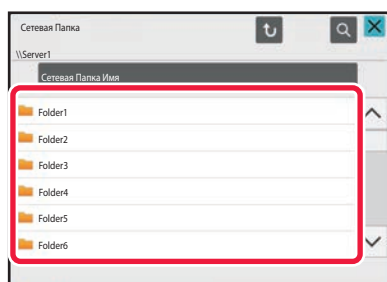 Сетевая Папка
\\Server1
Сетевая Папка Имя
Folder1
Folder2
Folder3
Folder4
Folder5
Folder6